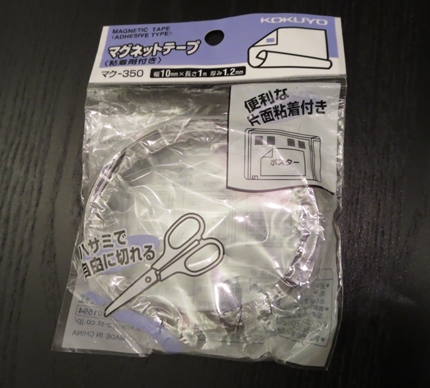 MAGNETIC TAPE
(ADHESIVE TYPE)
KOKUYO
マグネットテープ
〈粘着剤付き〉
マク-350
幅10mm×長さ1m 厚み1.2mm
便利な
片面粘着付き
ポスター
ハサミで
自由に切れる
MADE IN CHINA